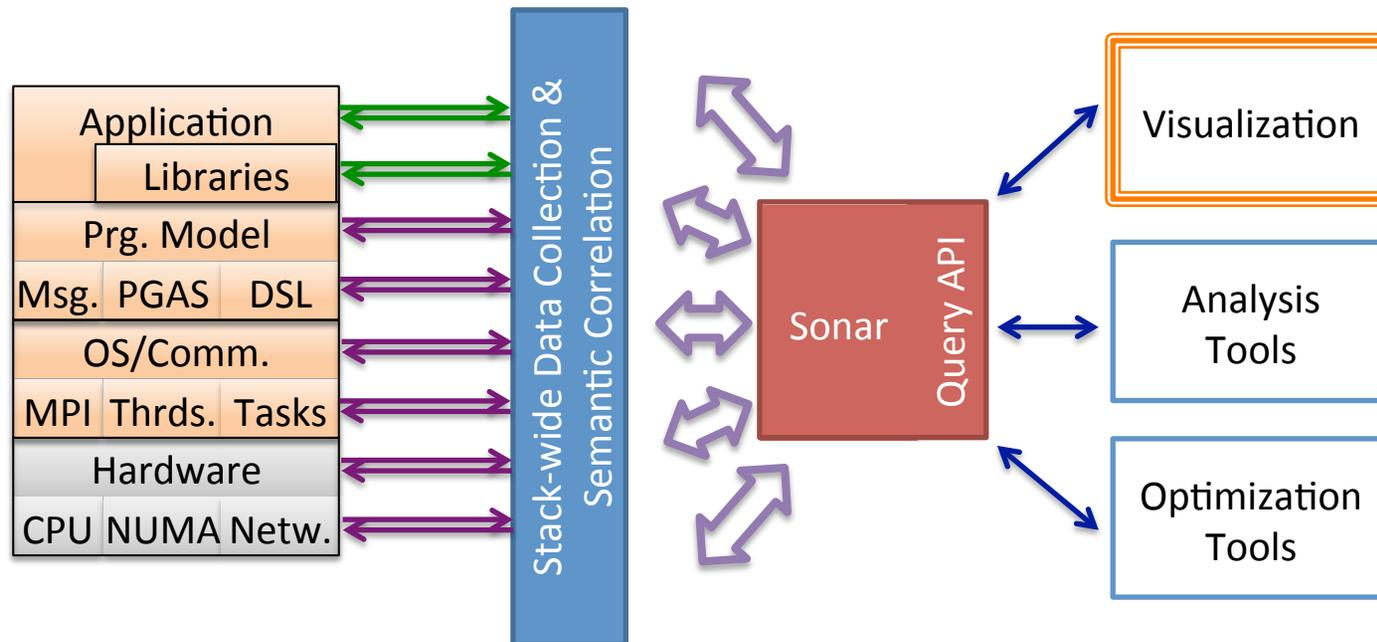 Application
Libraries
Prg. Model
Msg. PGAS DSL
OS/Comm.
MPI Thrds. Tasks
Hardware
CPU NUMA Netw.
Stack-wide Data Collection &
Semantic Correlation
Sonar
Query API
Visualization
Analysis
Tools
Optimization
Tools